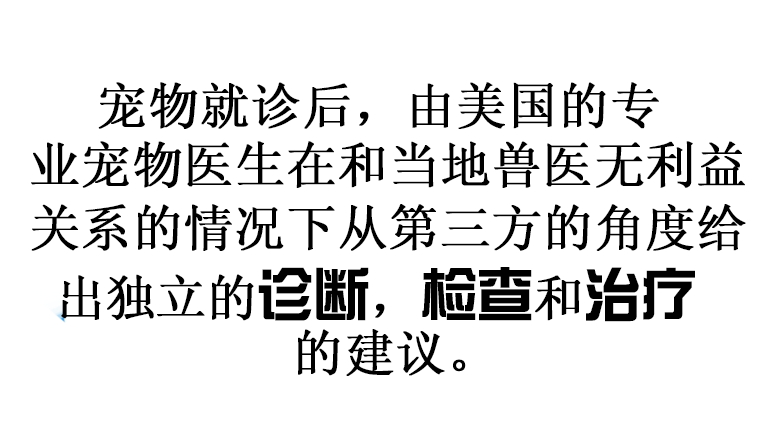 宠物就诊后，由美国的专
业宠物医生在和当地兽医无利益
关系的情况下从第三方的角度给
出独立的诊断，检查和治疗
的建议。